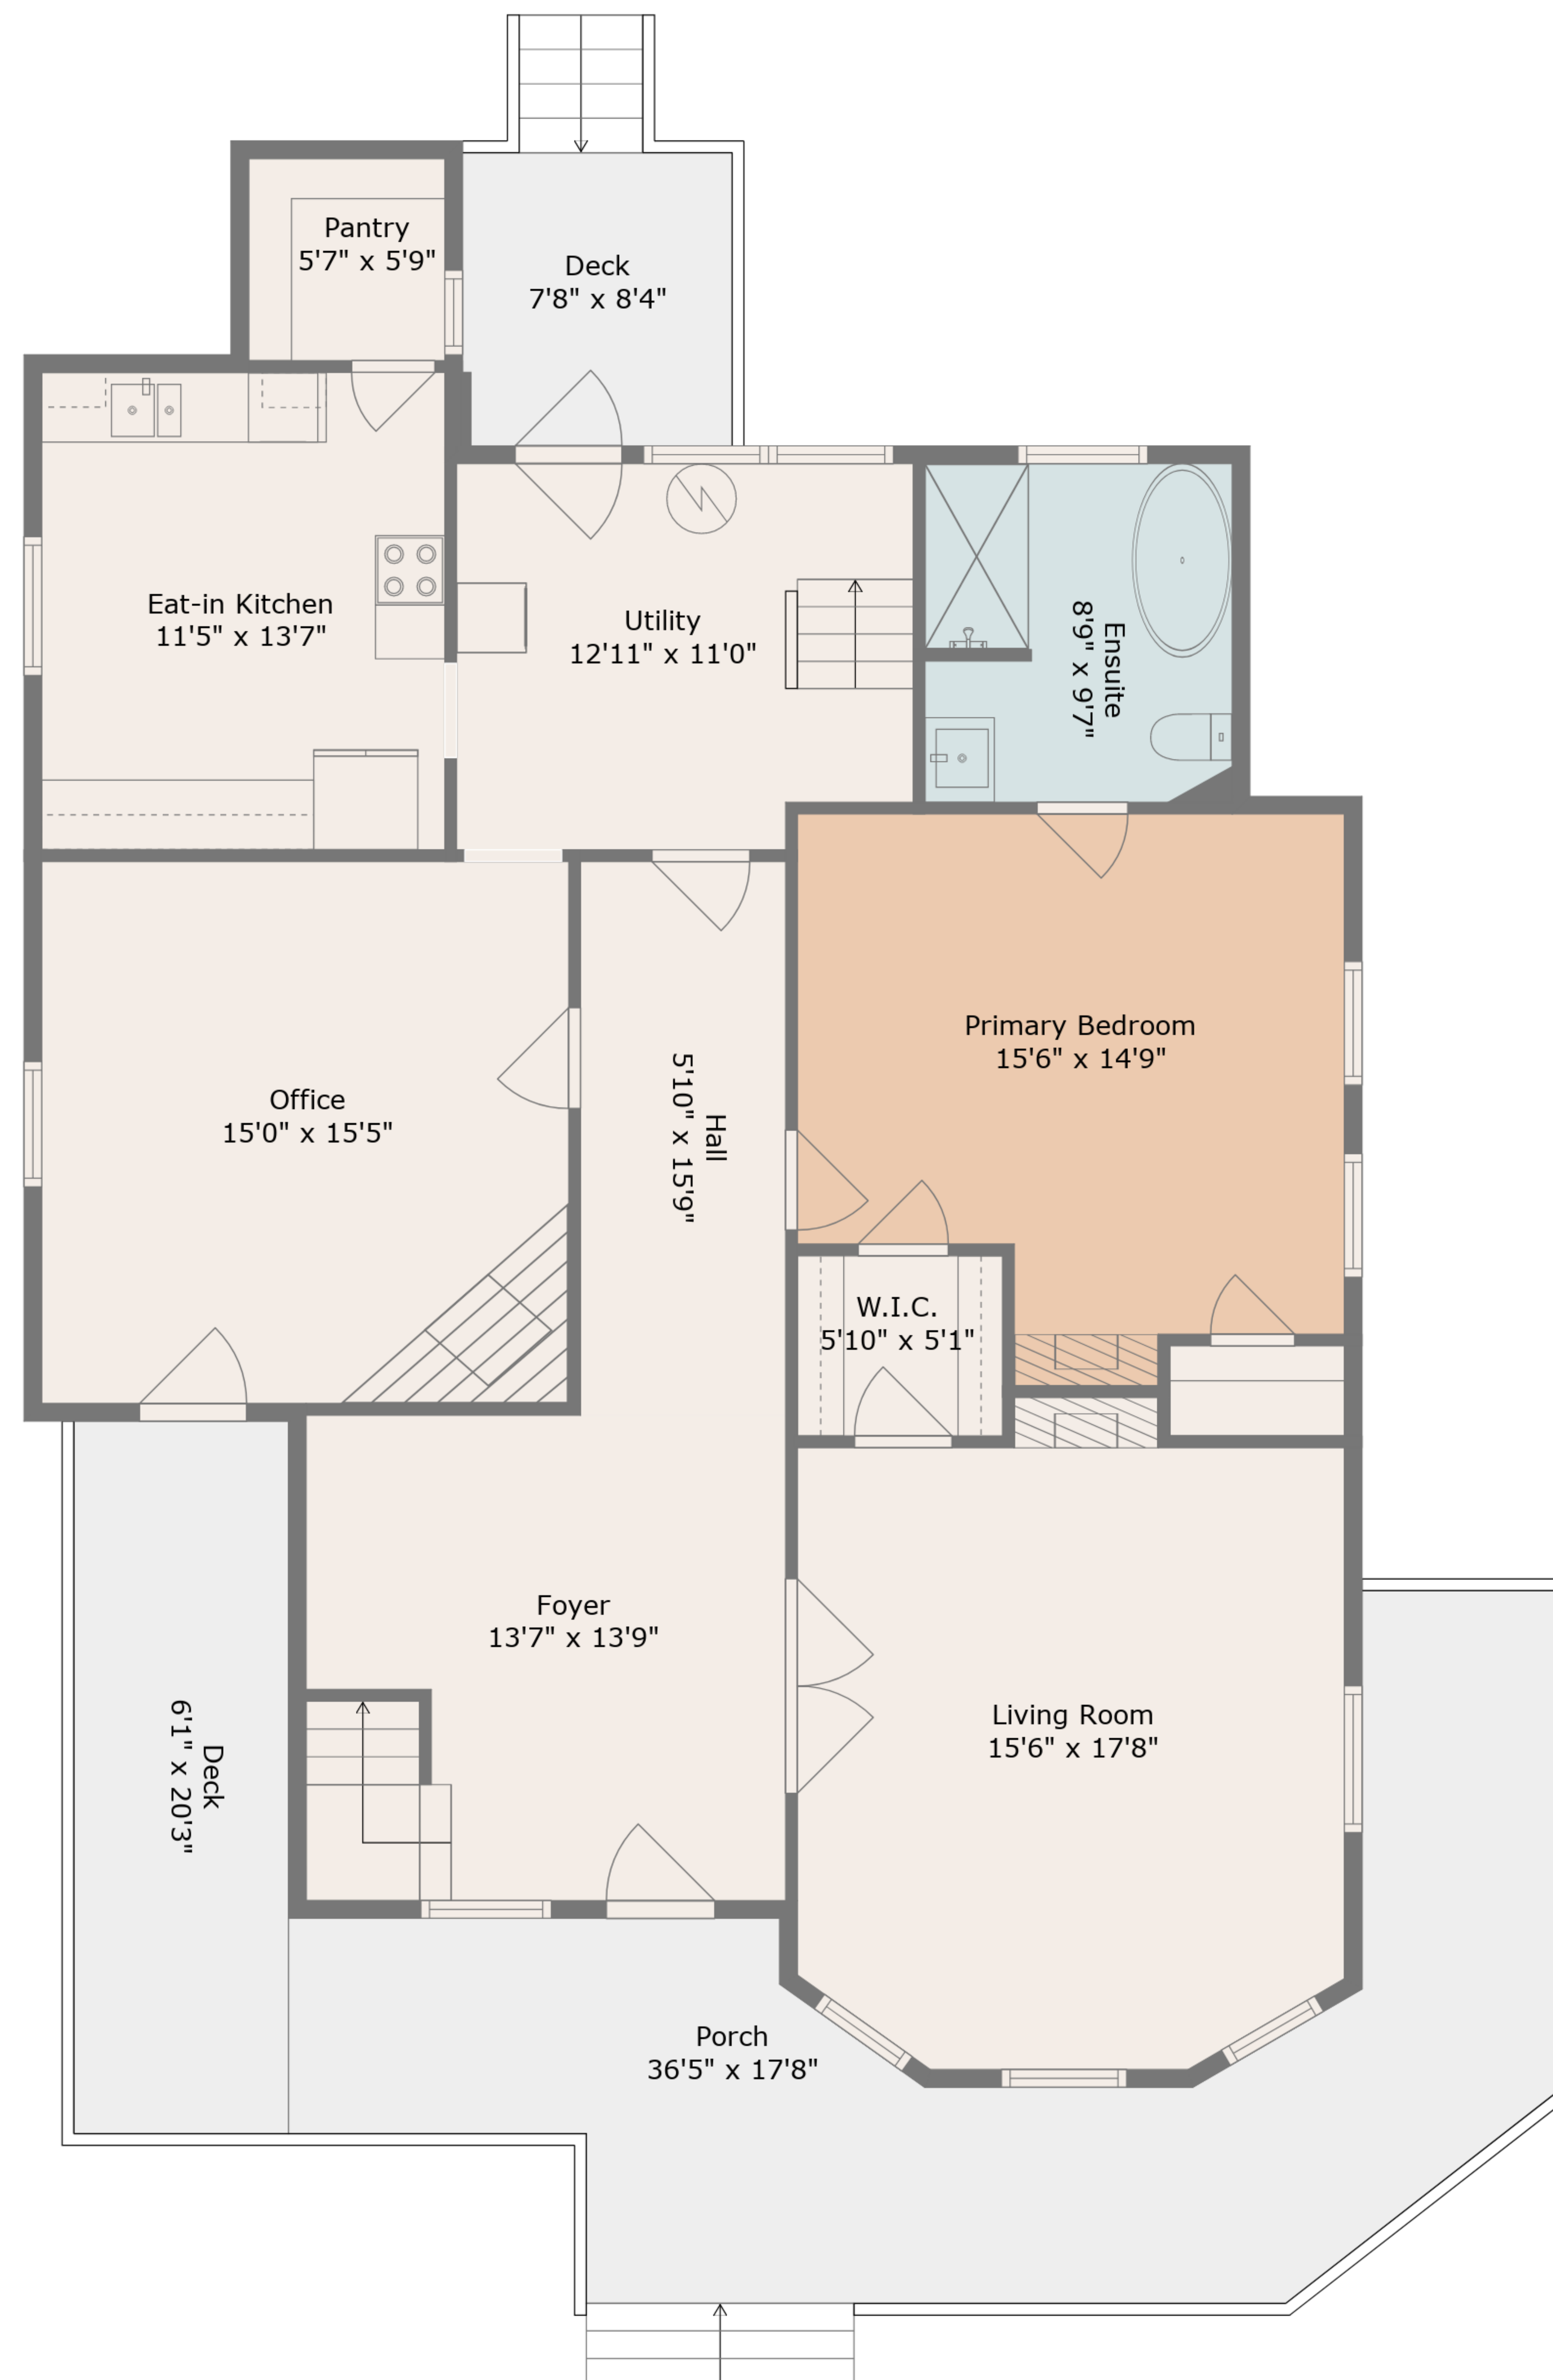 Pantry
5'7" x 5'9"
Deck
7'8" x 8'4"
Eat-in Kitchen
11'5" x 13'7"
Utility
12'11" x 11'0"
Ensuite
8'9" x 9'7"
Primary Bedroom
15'6" x 14'9"
Office
15'0" x 15'5"
Hall
5'10" x 15'9"
W.I.C.
5'10" x 5'1"
Foyer
13'7" x 13'9"
Living Room
15'6" x 17'8"
Deck
6'1" x 20'3"
Porch
36'5" x 17'8"